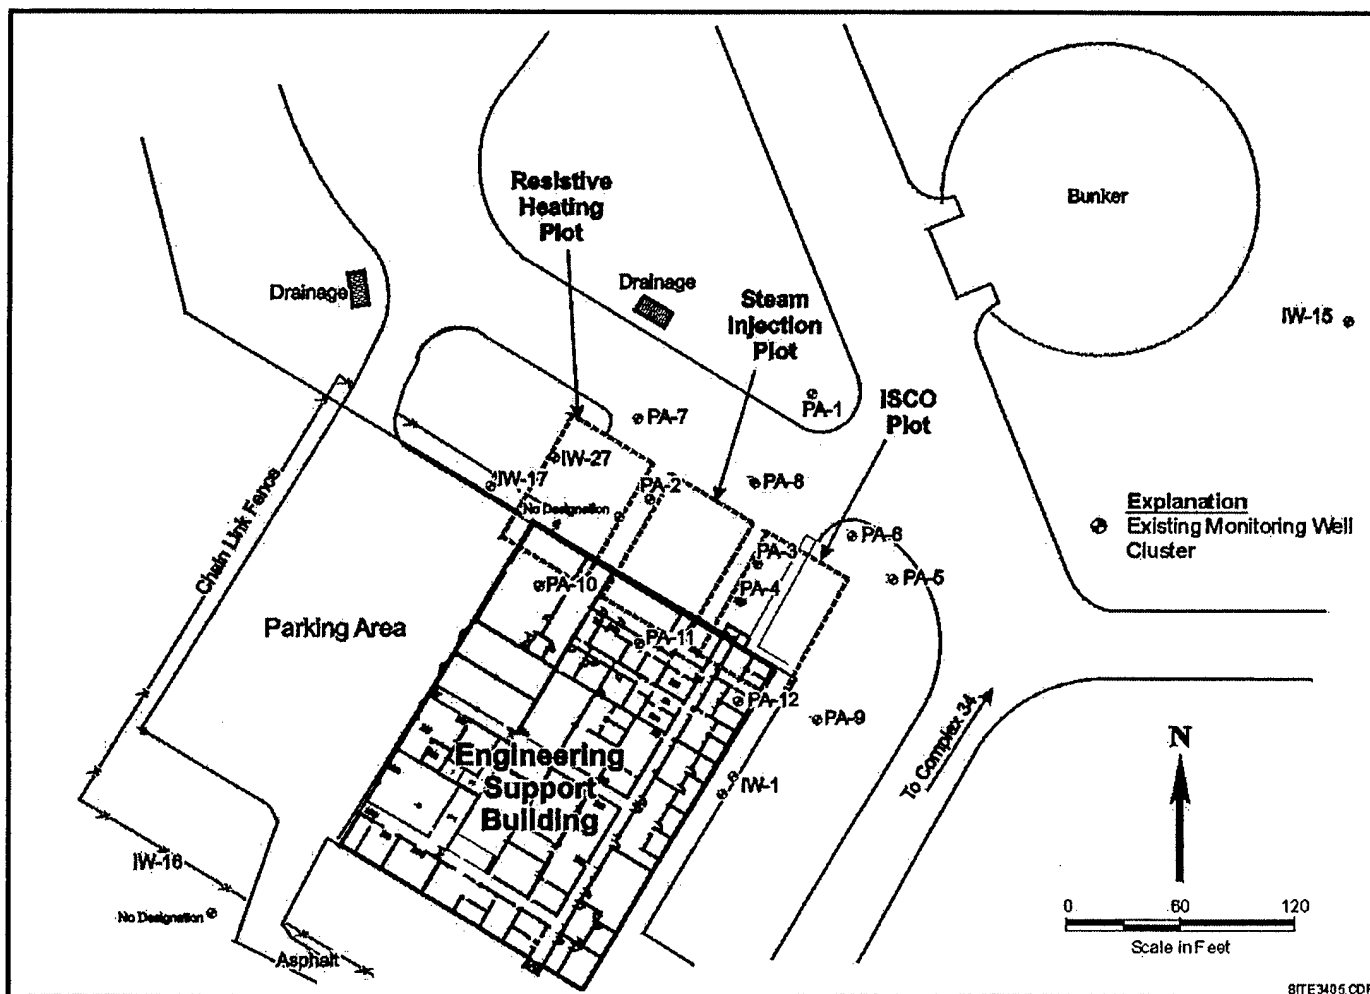 Resistive
Heating
Plot
Bunker
Drainage
Drainage
Steam
Injection
Plot
IW-15
PA-1
ISCO
Plot
PA-7
IW-27
IW-17
PA-2
PA-8
No Designation
Explanation
Existing Monitoring Well
Cluster
PA-3
PA-6
PA-5
PA-4
PA-10
Chain Link Fence
Parking Area
PA-11
PA-12
PA-9
To Complex 34
N
Engineering
Support
Building
IW-1
IW-16
No Designation
Asphalt
0 60 120
Scale in Feet
SITE3405.CDR